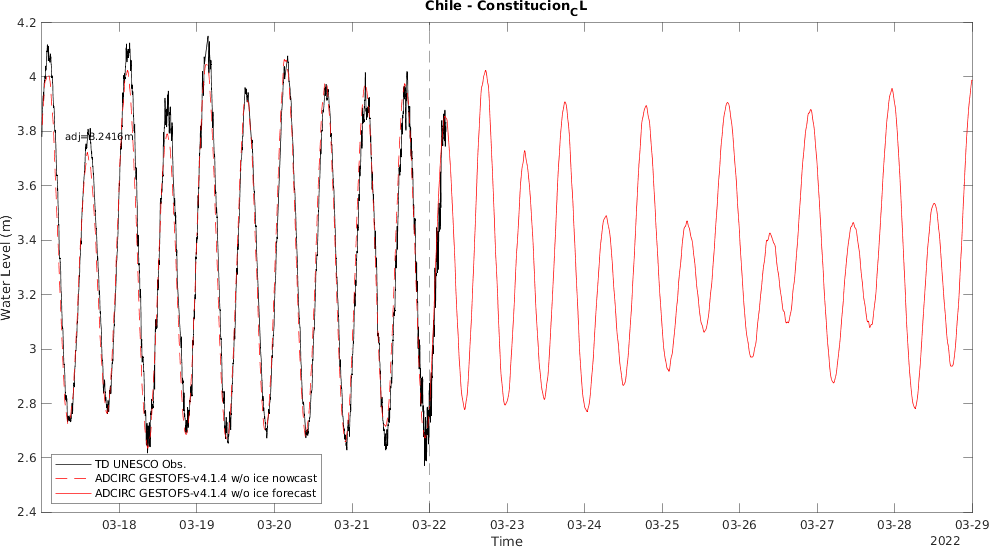 Chile - Constitucion_CL
4.2
4
3.8
3.6
3.4
3.2
3
2.8
2.6
2.4
Water Level (m)
adj=3.2416m
TD UNESCO Obs.
ADCIRC GESTOFS-v4.1.4 w/o ice nowcast
ADCIRC GESTOFS-v4.1.4 w/o ice forecast
03-18 03-19 03-20 03-21 03-22 03-23 03-24 03-25 03-26 03-27 03-28 03-29
Time
2022